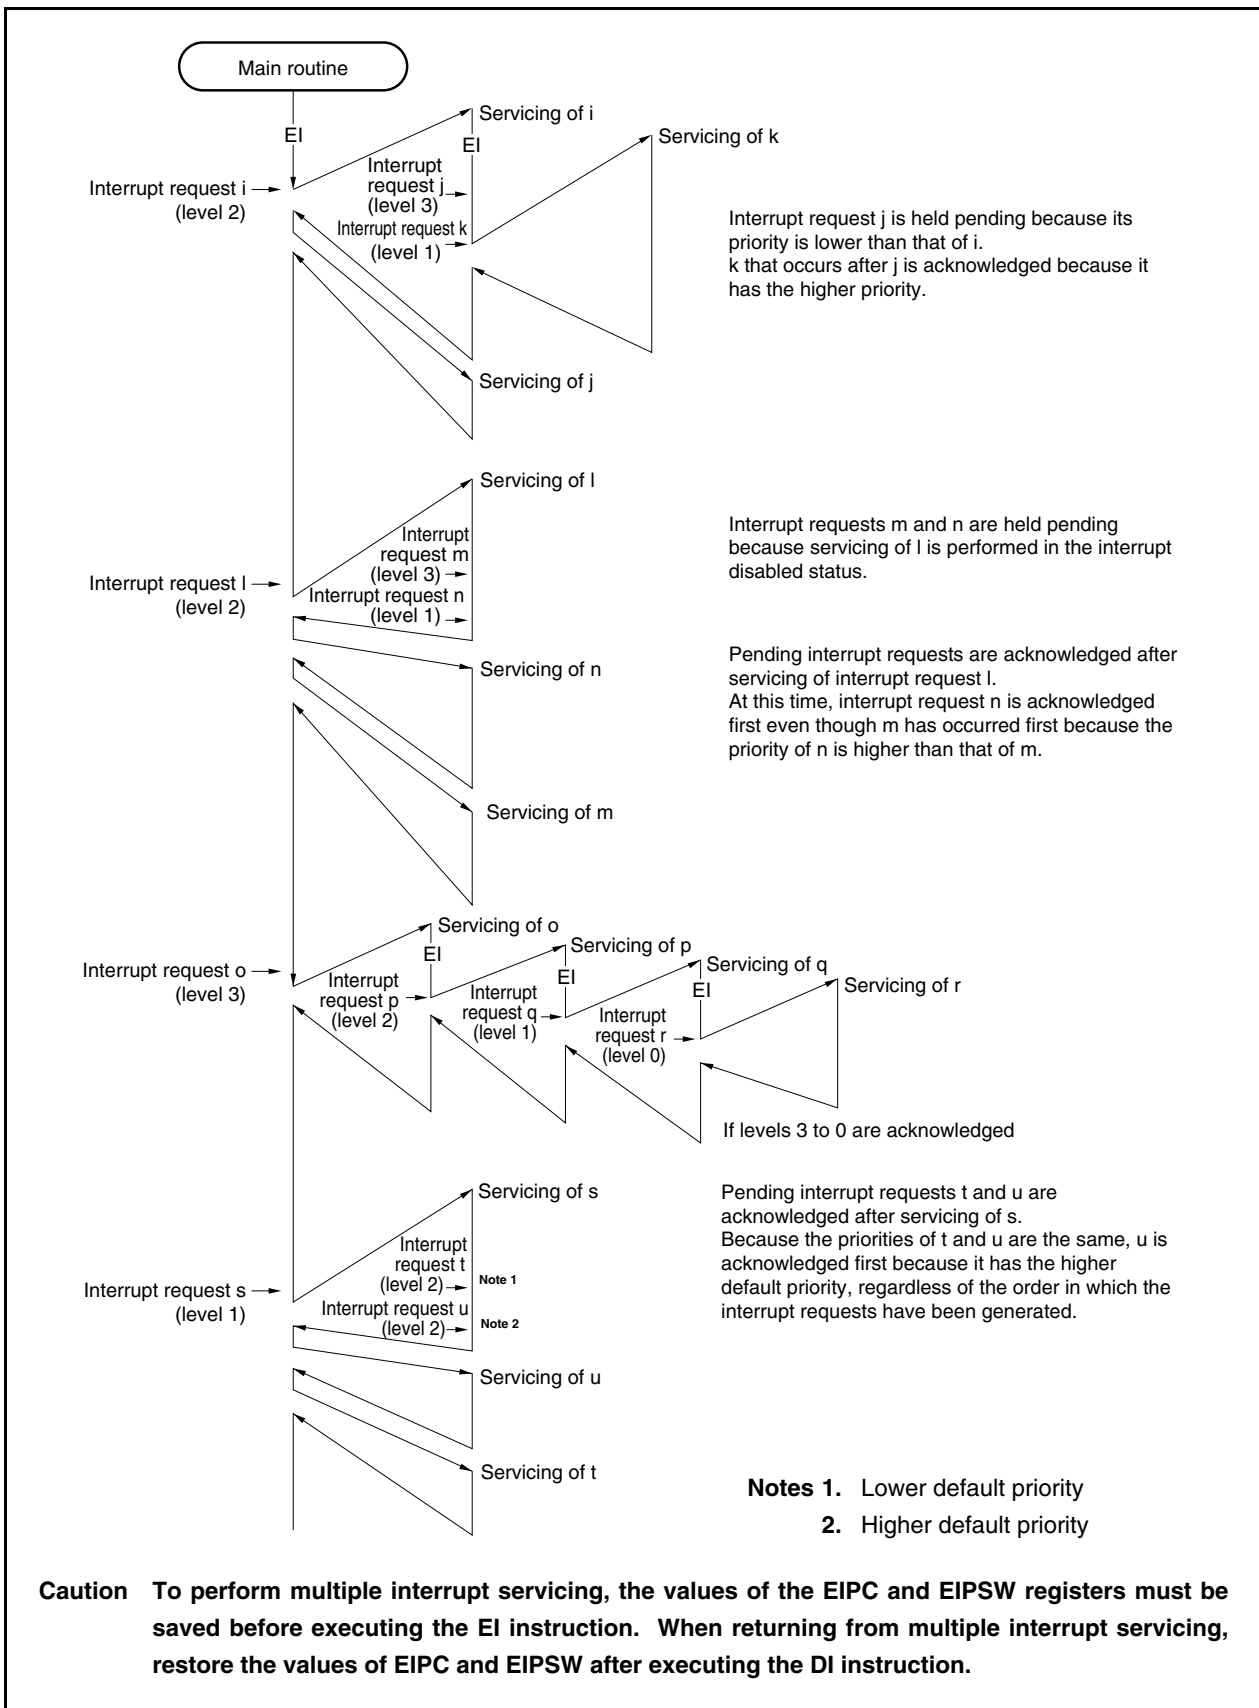 Main routine
EI
Servicing of i
EI
Servicing of k
Interrupt
request j
(level 3)
Interrupt request i
(level 2)
Interrupt request k
(level 1)
Interrupt request j is held pending because its
priority is lower than that of i.
k that occurs after j is acknowledged because it
has the higher priority.
Servicing of j
Servicing of l
Interrupt
request m
(level 3)
Interrupt request l
(level 2)
Interrupt request n
(level 1)
Interrupt requests m and n are held pending
because servicing of l is performed in the interrupt
disabled status.
Servicing of n
Pending interrupt requests are acknowledged after
servicing of interrupt request l.
At this time, interrupt request n is acknowledged
first even though m has occurred first because the
priority of n is higher than that of m.
Servicing of m
Servicing of o
EI
Servicing of p
EI
Servicing of q
EI
Servicing of r
Interrupt request o
(level 3)
Interrupt
request p
(level 2)
Interrupt
request q
(level 1)
Interrupt
request r
(level 0)
If levels 3 to 0 are acknowledged
Servicing of s
Interrupt
request t
(level 2)
Note 1
Interrupt request s
(level 1)
Interrupt request u
(level 2)
Note 2
Pending interrupt requests t and u are
acknowledged after servicing of s.
Because the priorities of t and u are the same, u is
acknowledged first because it has the higher
default priority, regardless of the order in which the
interrupt requests have been generated.
Servicing of u
Servicing of t
Notes 1. Lower default priority
2. Higher default priority
Caution To perform multiple interrupt servicing, the values of the EIPC and EIPSW registers must be
saved before executing the EI instruction. When returning from multiple interrupt servicing,
restore the values of EIPC and EIPSW after executing the DI instruction.